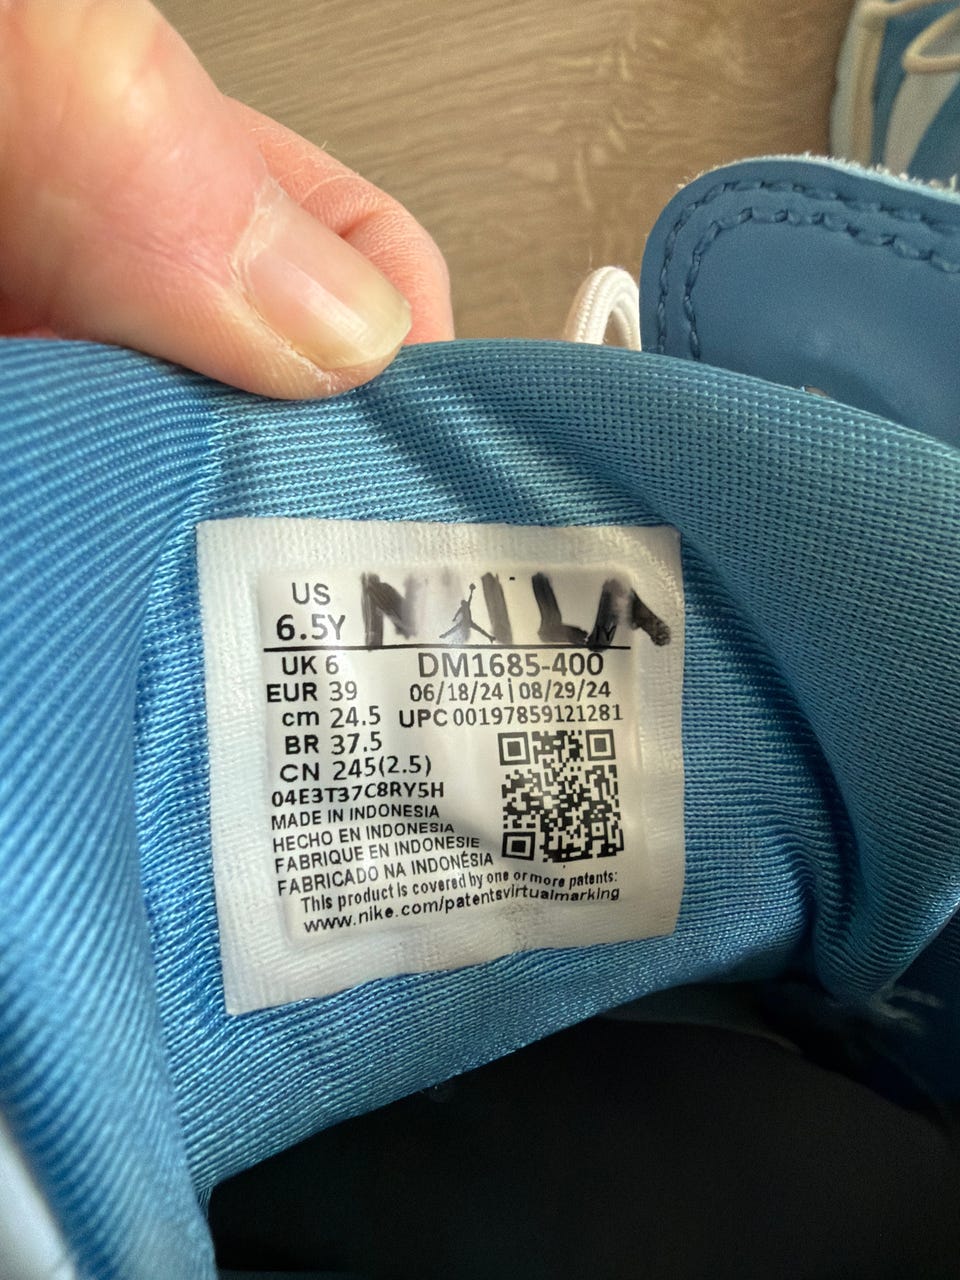 US
6.5Y
UK 6
EUR 39
cm 24.5
BR 37.5
CN 245(2.5)
DM1685-400
06/18/24|08/29/24
UPC 00197859121281
04E3T37C8RY5H
MADE IN INDONESIA
HECHO EN INDONESIA
FABRIQUE EN INDONESIE
FABRICADO NA INDONÉSIA
This product is covered by one or more patents:
www.nike.com/patentsvirtualmarking